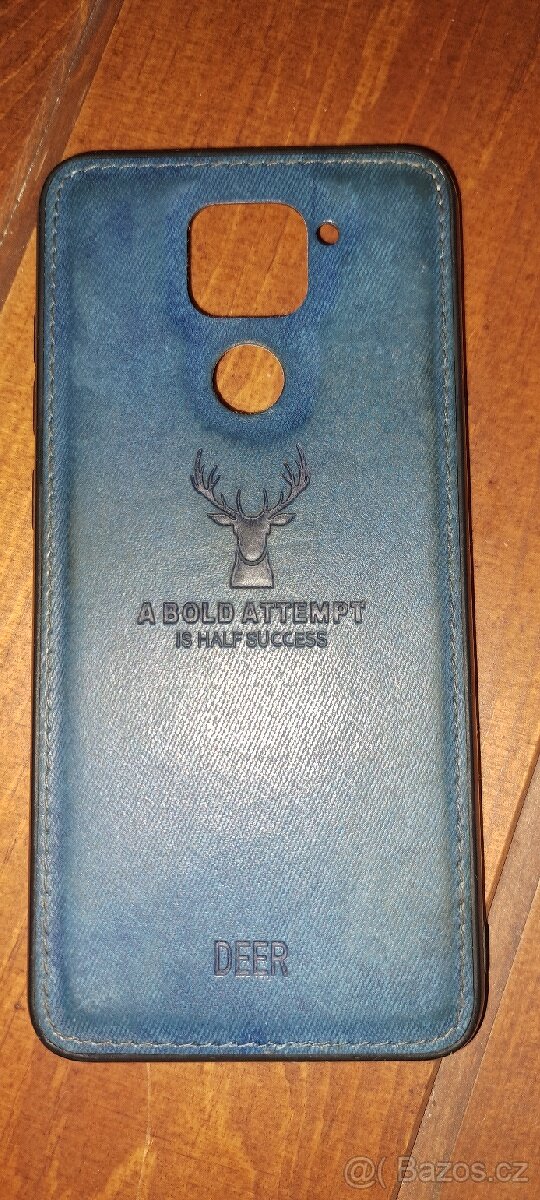 A BOLD ATTEMPT
IS HALF SUCCESS
DEER
@( Bazos.cz